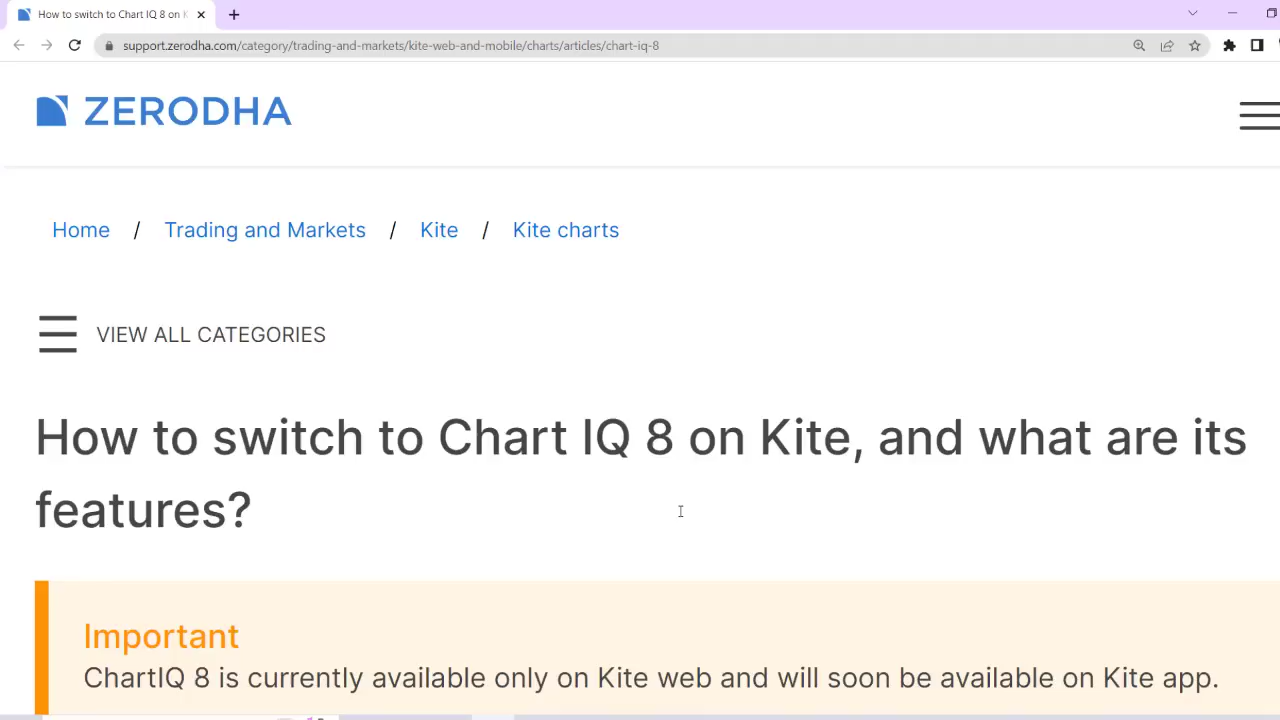 How to switch to Chart IQ 8 on K
support.zerodha.com/category/trading-and-markets/kite-web-and-mobile/charts/articles/chart-iq-8
ZERODHA
Home / Trading and Markets / Kite / Kite charts
VIEW ALL CATEGORIES
How to switch to Chart IQ 8 on Kite, and what are its
features?
Important
ChartIQ 8 is currently available only on Kite web and will soon be available on Kite app.